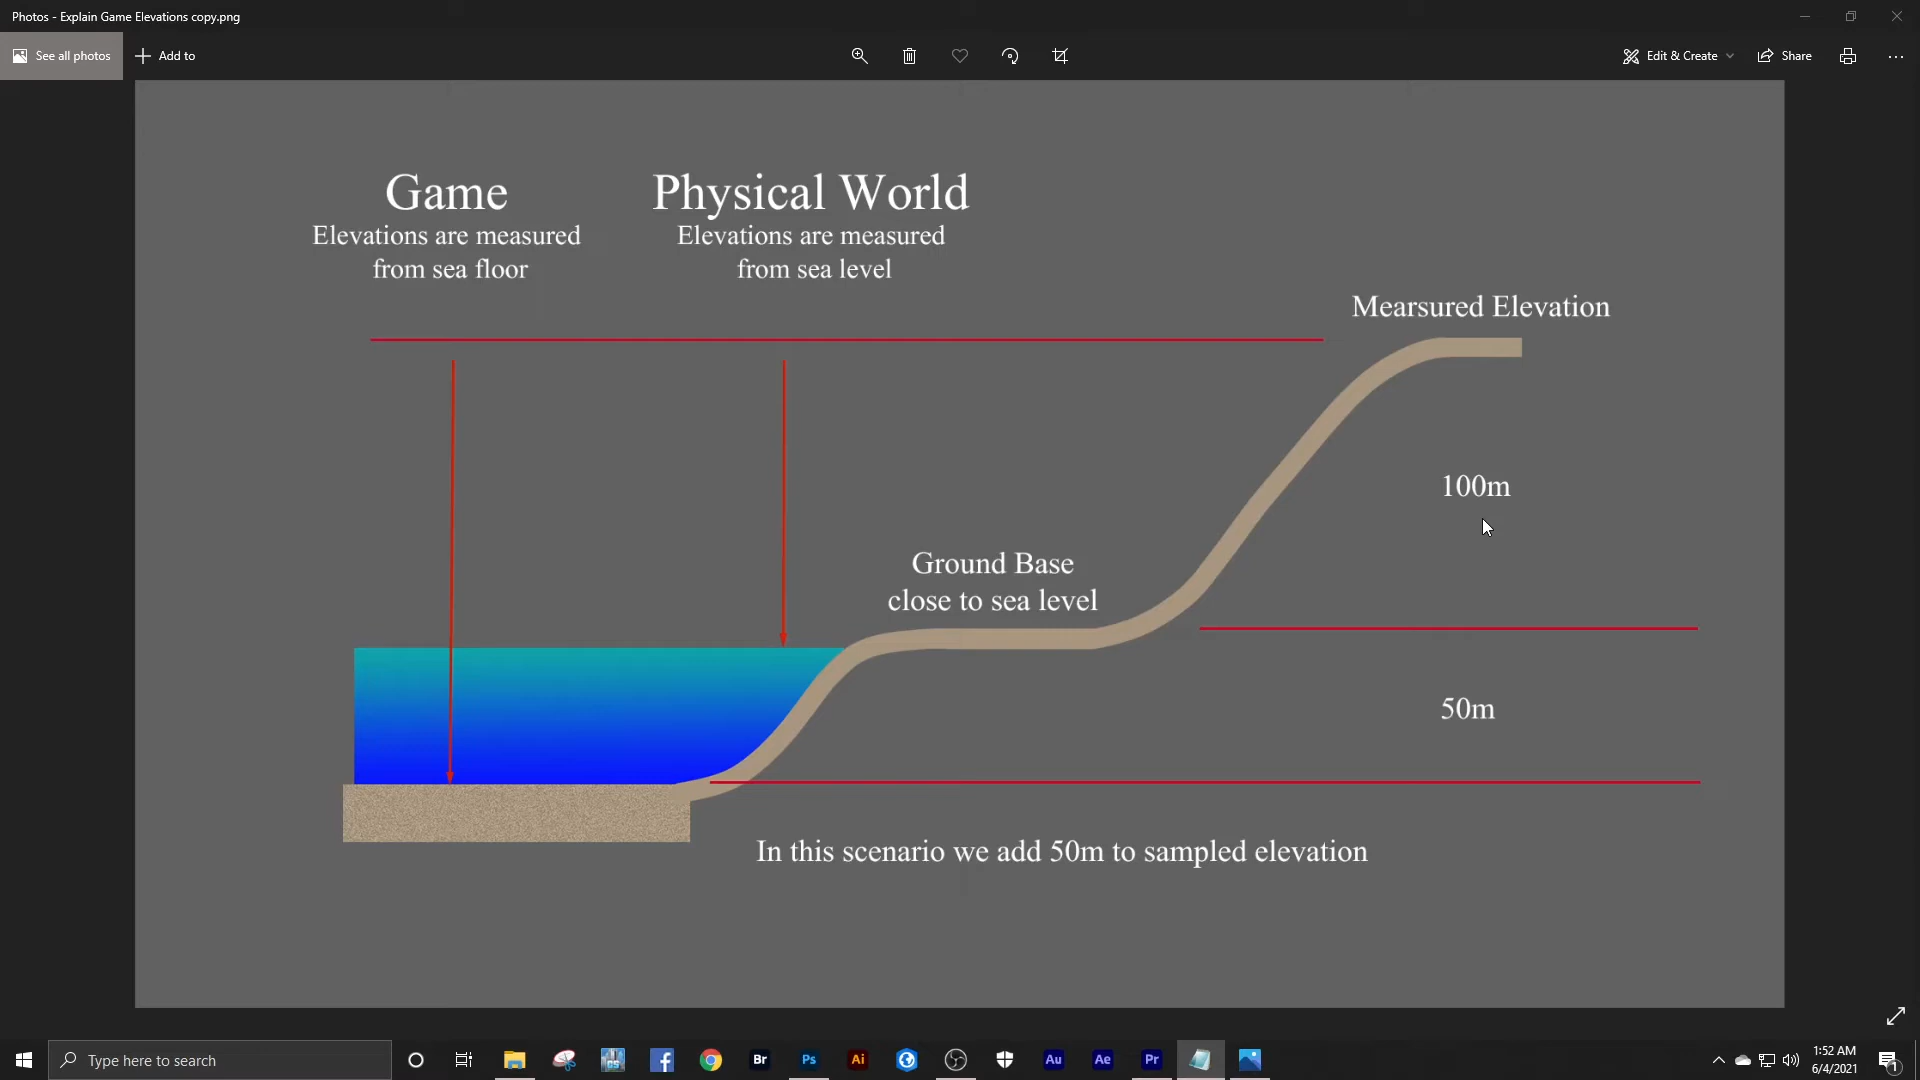 Photos - Explain Game Elevations copy.png
See all photos
Add to
Edit & Create
Share
Game
Elevations are measured
from sea floor
Physical World
Elevations are measured
from sea level
Mearsured Elevation
100m
Ground Base
close to sea level
50m
In this scenario we add 50m to sampled elevation
Type here to search
Br
Ps
Ai
Au
Ae
Pr
1:52 AM
6/4/2021
1